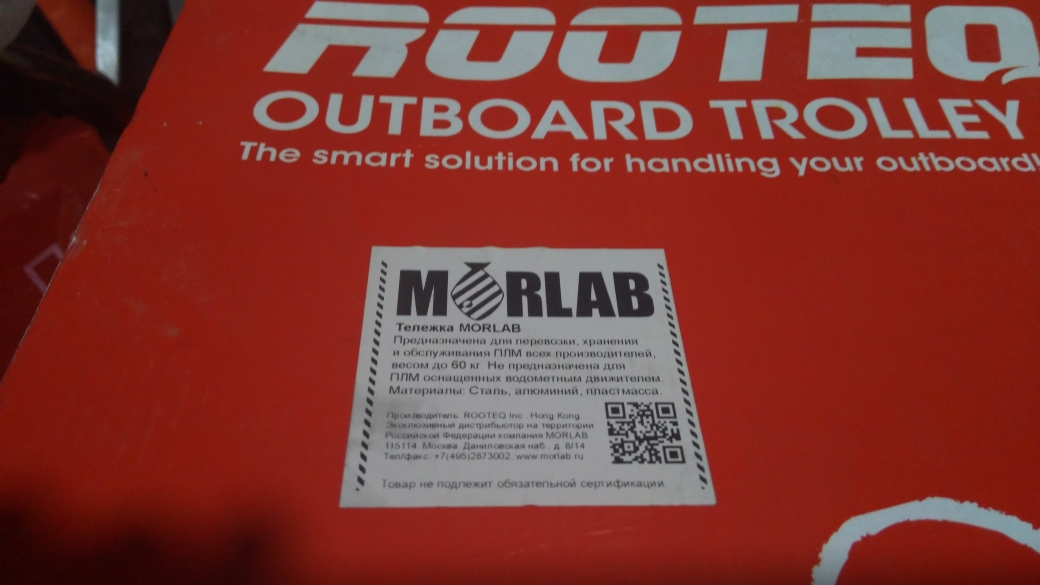 ROOTEQ
OUTBOARD TROLLEY
The smart solution for handling your outboard!
MORLAB
Тележка MORLAB
Предназначена для перевозки, хранения
и обслуживания ПЛМ всех производителей,
весом до 60 кг. Не предназначена для
ПЛМ оснащенных водометным движителем.
Материалы: Сталь, алюминий, пластмасса.
Производитель: ROOTEQ Inc. Hong Kong.
Эксклюзивный дистрибьютор на территории
Российской Федерации компания MORLAB
115114. Москва, Даниловская наб., д. 8/14
Тел/факс: +7(495)2873002, www.morlab.ru
Товар не подлежит обязательной сертификации.